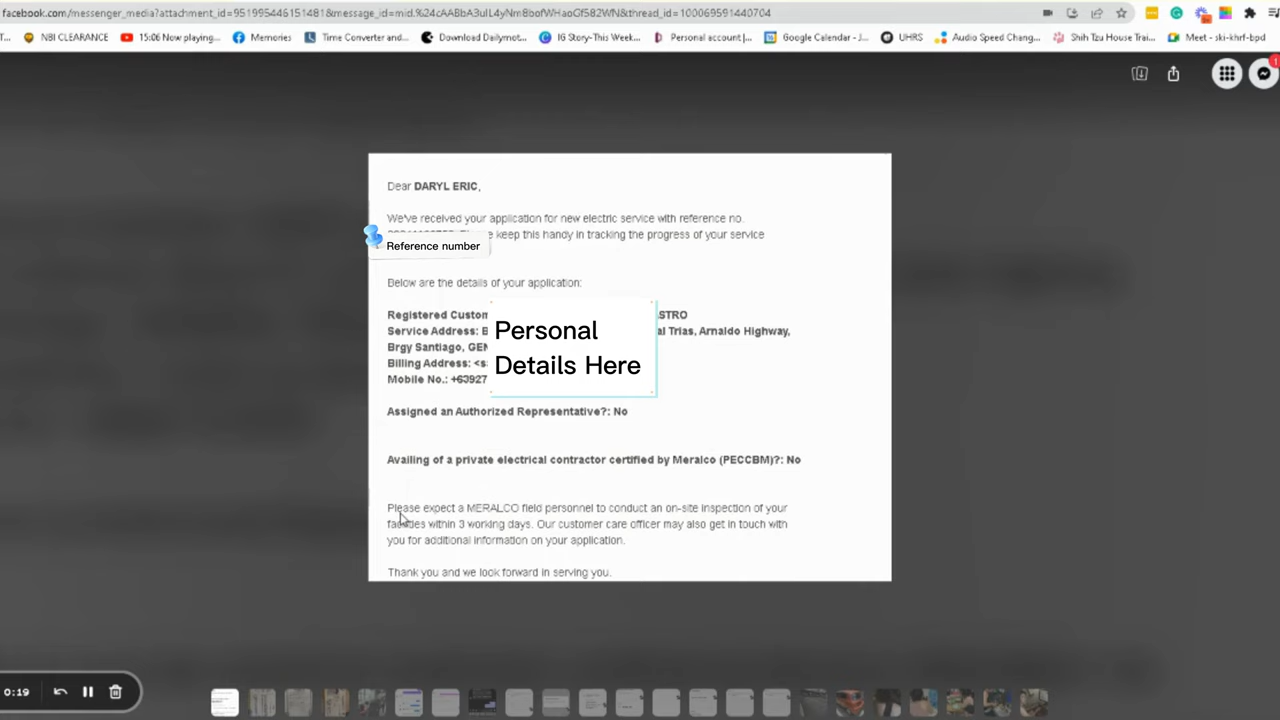 facebook.com/messenger_media?attachment_id=951995446151481&message_id=mid.%24cAABbA3ulL4yNm8bofWHaoGf582WN&thread_id=100069591440704
T... NBI CLEARANCE 15:06 Now playing... Memories Time Converter and... Download Dailymot... IG Story-This Week... Personal account |... Google Calendar - J... UHRS Audio Speed Chang... Shih Tzu House Trai... Meet - ski-khrf-bpd
1
Dear DARYL ERIC,
We've received your application for new electric service with reference no.
keep this handy in tracking the progress of your service
Reference number
Below are the details of your application:
Registered Custom ASTRO
Service Address: B al Trias, Arnaldo Highway,
Brgy Santiago, GEN
Billing Address: <s
Mobile No.: +63927
Personal
Details Here
Assigned an Authorized Representative?: No
Availing of a private electrical contractor certified by Meralco (PECCBM)?: No
Please expect a MERALCO field personnel to conduct an on-site inspection of your
facilities within 3 working days. Our customer care officer may also get in touch with
you for additional information on your application.
Thank you and we look forward in serving you.
0:19